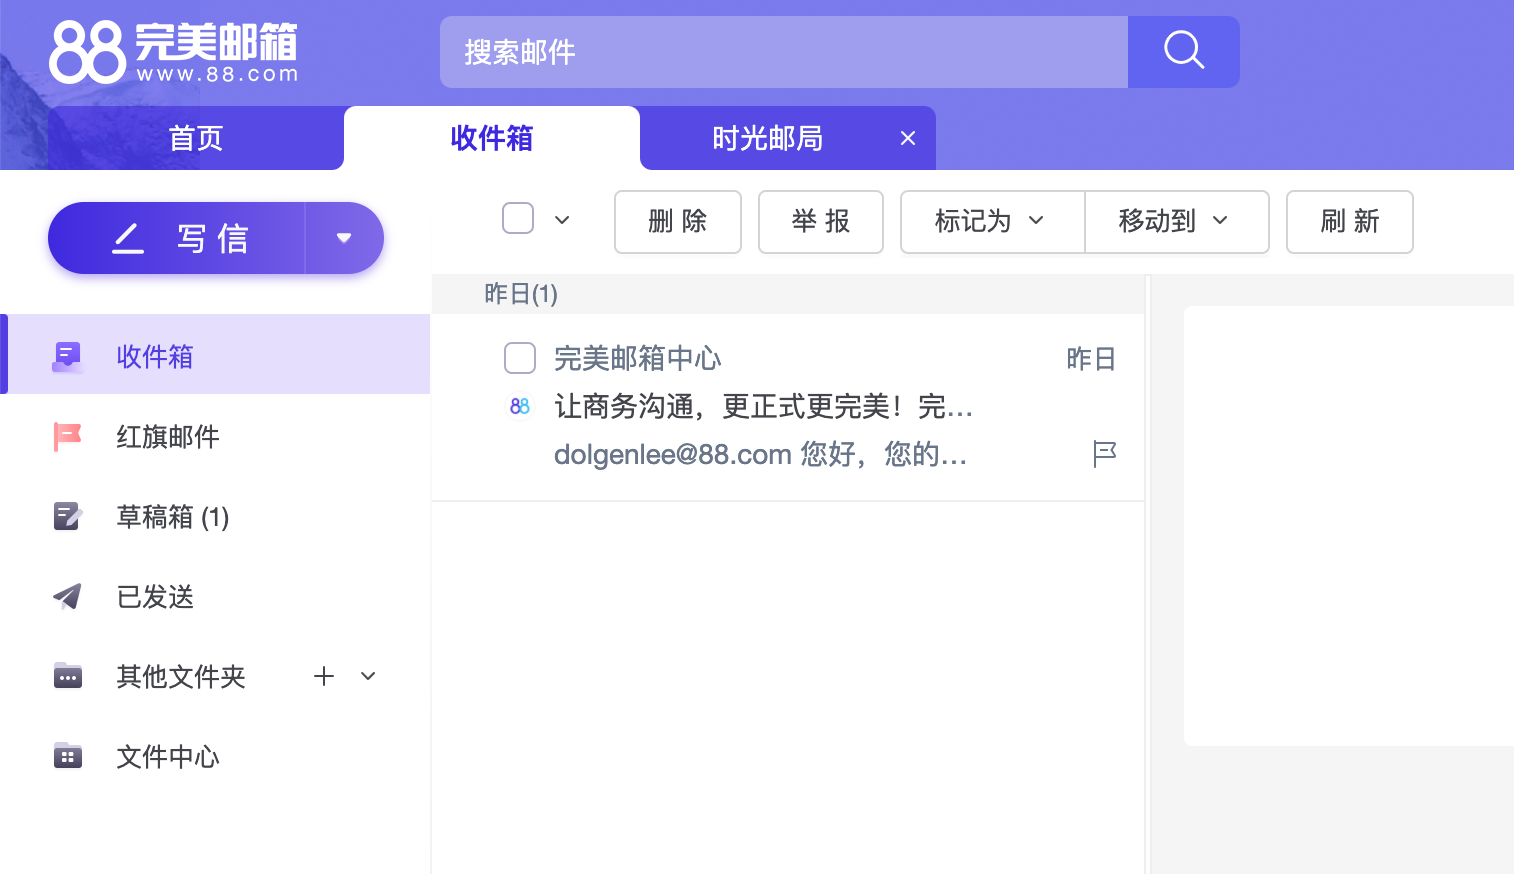 88 完美邮箱
www.88.com
搜索邮件
首页
收件箱
时光邮局
写 信
删 除
举 报
标记为
移动到
刷 新
收件箱
红旗邮件
草稿箱 (1)
已发送
其他文件夹
文件中心
昨日(1)
完美邮箱中心
昨日
88
让商务沟通，更正式更完美！完...
dolgenlee@88.com 您好，您的...